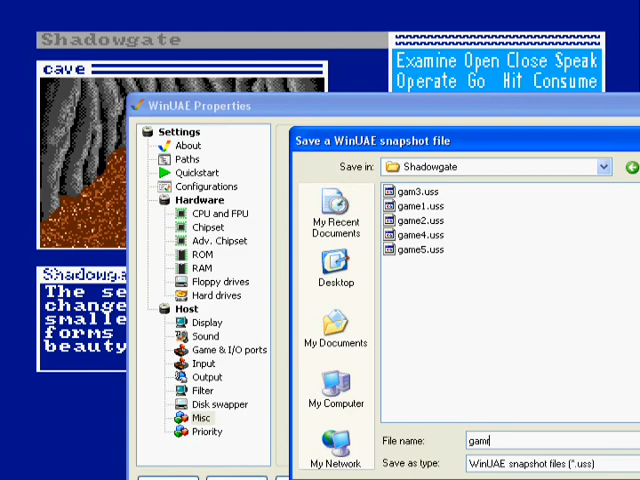 Shadowgate
Examine Open Close Speak
Operate Go Hit Consume
cave
WinUAE Properties
Settings
About
Paths
Quickstart
Configurations
Hardware
CPU and FPU
Chipset
Adv. Chipset
ROM
RAM
Floppy drives
Hard drives
Host
Display
Sound
Game & I/O ports
Input
Output
Filter
Disk swapper
Misc
Priority
Save a WinUAE snapshot file
Save in:
Shadowgate
My Recent
Documents
Desktop
My Documents
My Computer
My Network
gam3.uss
game1.uss
game2.uss
game4.uss
game5.uss
File name:
gamr
Save as type:
WinUAE snapshot files (*.uss)
Shadowga
The se
change
smalle
forms
beauty